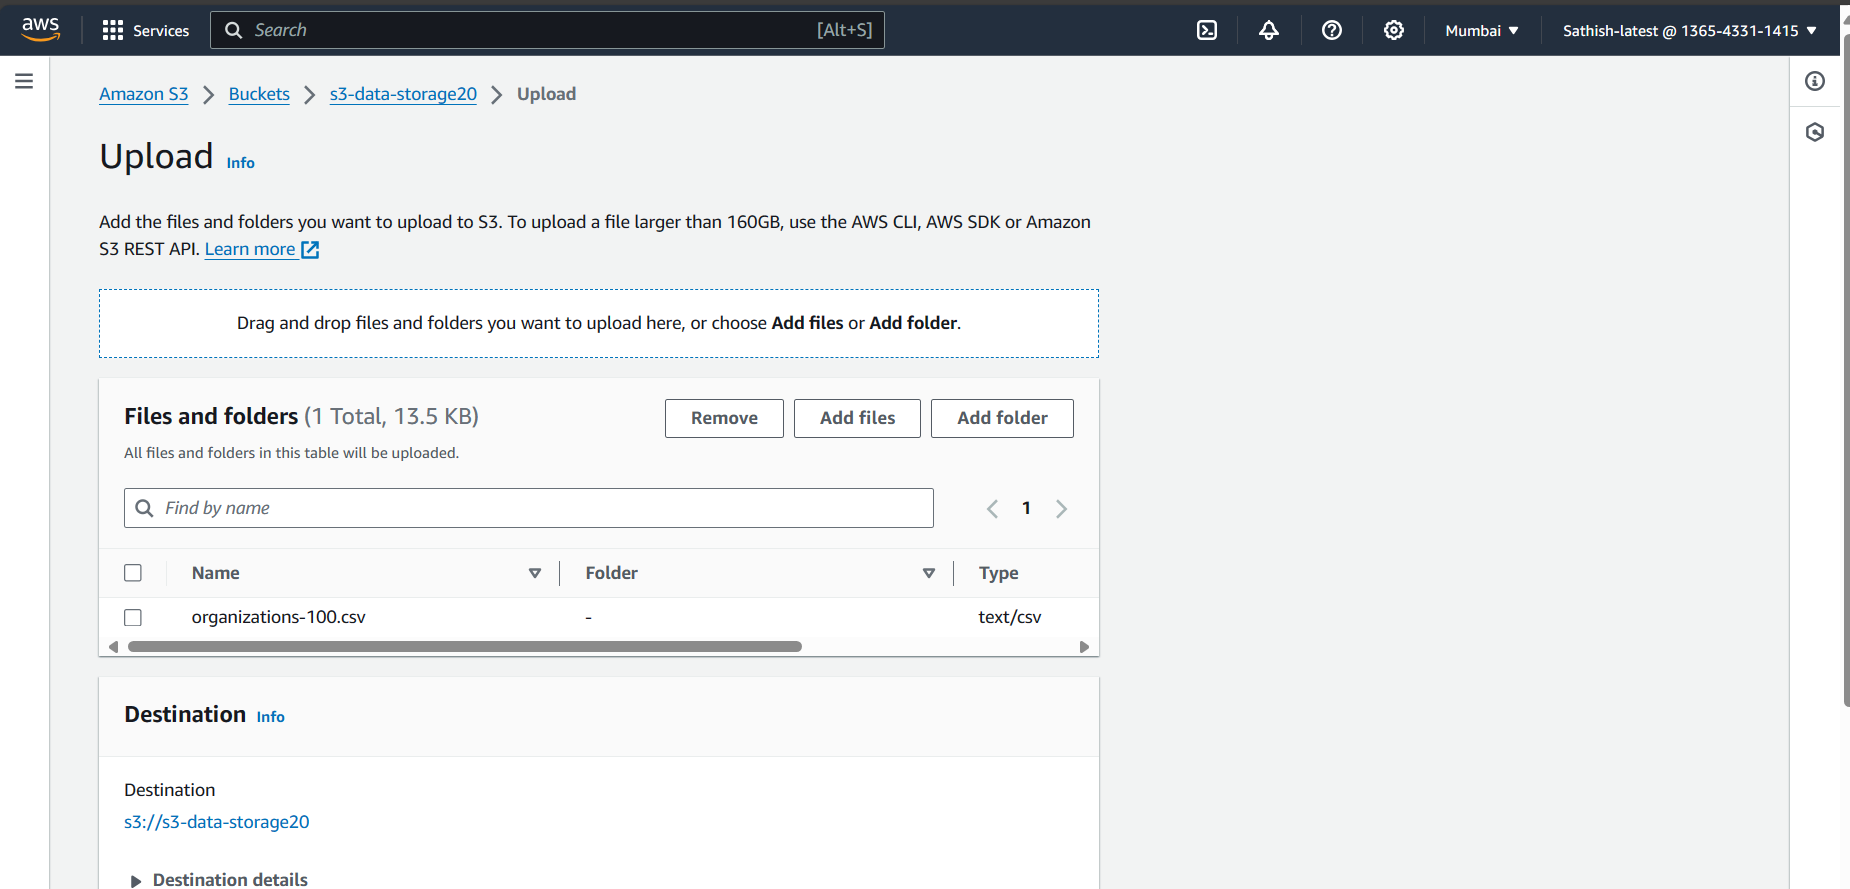 aws
Services
Search [Alt+S]
Mumbai
Sathish-latest @ 1365-4331-1415
Amazon S3 Buckets s3-data-storage20 Upload
Upload Info
Add the files and folders you want to upload to S3. To upload a file larger than 160GB, use the AWS CLI, AWS SDK or Amazon
S3 REST API. Learn more
Drag and drop files and folders you want to upload here, or choose Add files or Add folder.
Files and folders (1 Total, 13.5 KB)
Remove Add files Add folder
All files and folders in this table will be uploaded.
Find by name
1
Name Folder Type
organizations-100.csv - text/csv
Destination Info
Destination
s3://s3-data-storage20
Destination details